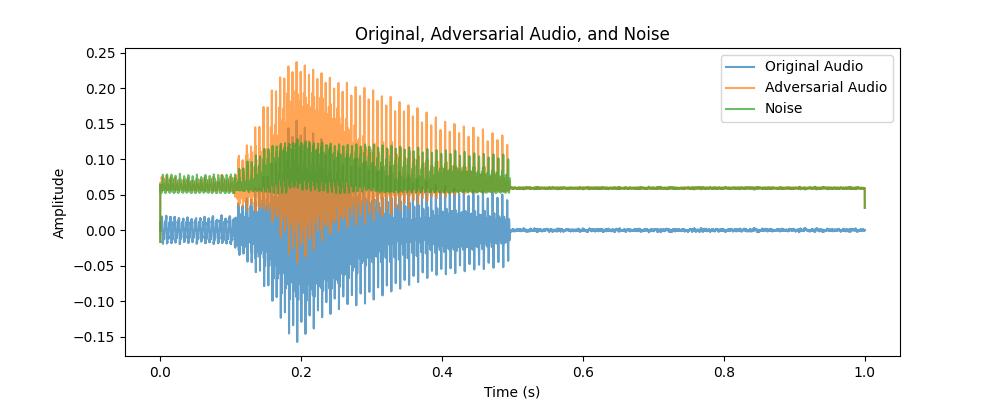 Original, Adversarial Audio, and Noise
Original Audio
Adversarial Audio
Noise
Amplitude
0.25
0.20
0.15
0.10
0.05
0.00
−0.05
−0.10
−0.15
0.0 0.2 0.4 0.6 0.8 1.0
Time (s)